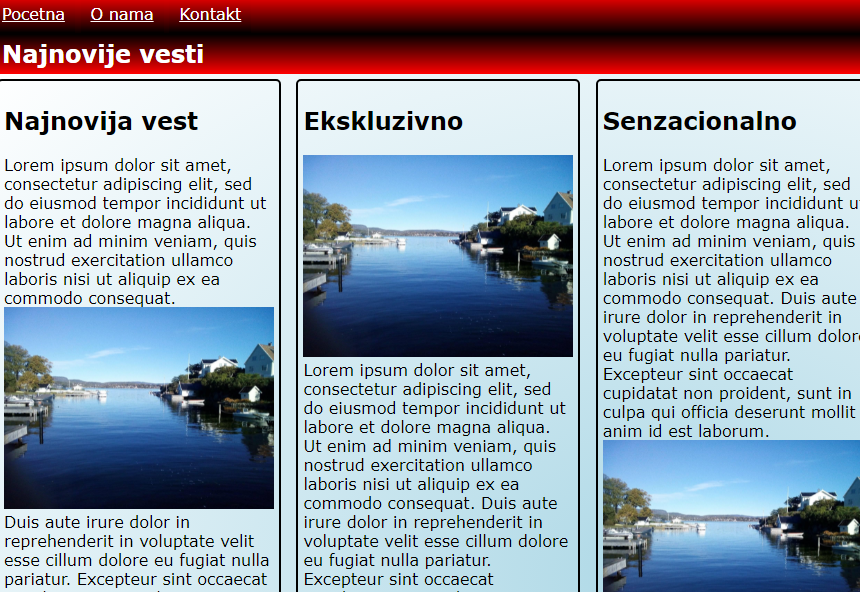 Pocetna O nama Kontakt
Najnovije vesti
Najnovija vest
Lorem ipsum dolor sit amet,
consectetur adipiscing elit, sed
do eiusmod tempor incididunt ut
labore et dolore magna aliqua.
Ut enim ad minim veniam, quis
nostrud exercitation ullamco
laboris nisi ut aliquip ex ea
commodo consequat.
Duis aute irure dolor in
reprehenderit in voluptate velit
esse cillum dolore eu fugiat nulla
pariatur. Excepteur sint occaecat
Ekskluzivno
Lorem ipsum dolor sit amet,
consectetur adipiscing elit, sed
do eiusmod tempor incididunt ut
labore et dolore magna aliqua.
Ut enim ad minim veniam, quis
nostrud exercitation ullamco
laboris nisi ut aliquip ex ea
commodo consequat. Duis aute
irure dolor in reprehenderit in
voluptate velit esse cillum dolore
eu fugiat nulla pariatur.
Excepteur sint occaecat
Senzacionalno
Lorem ipsum dolor sit amet,
consectetur adipiscing elit, sed
do eiusmod tempor incididunt ut
labore et dolore magna aliqua.
Ut enim ad minim veniam, quis
nostrud exercitation ullamco
laboris nisi ut aliquip ex ea
commodo consequat. Duis aute
irure dolor in reprehenderit in
voluptate velit esse cillum dolore
eu fugiat nulla pariatur.
Excepteur sint occaecat
cupidatat non proident, sunt in
culpa qui officia deserunt mollit
anim id est laborum.